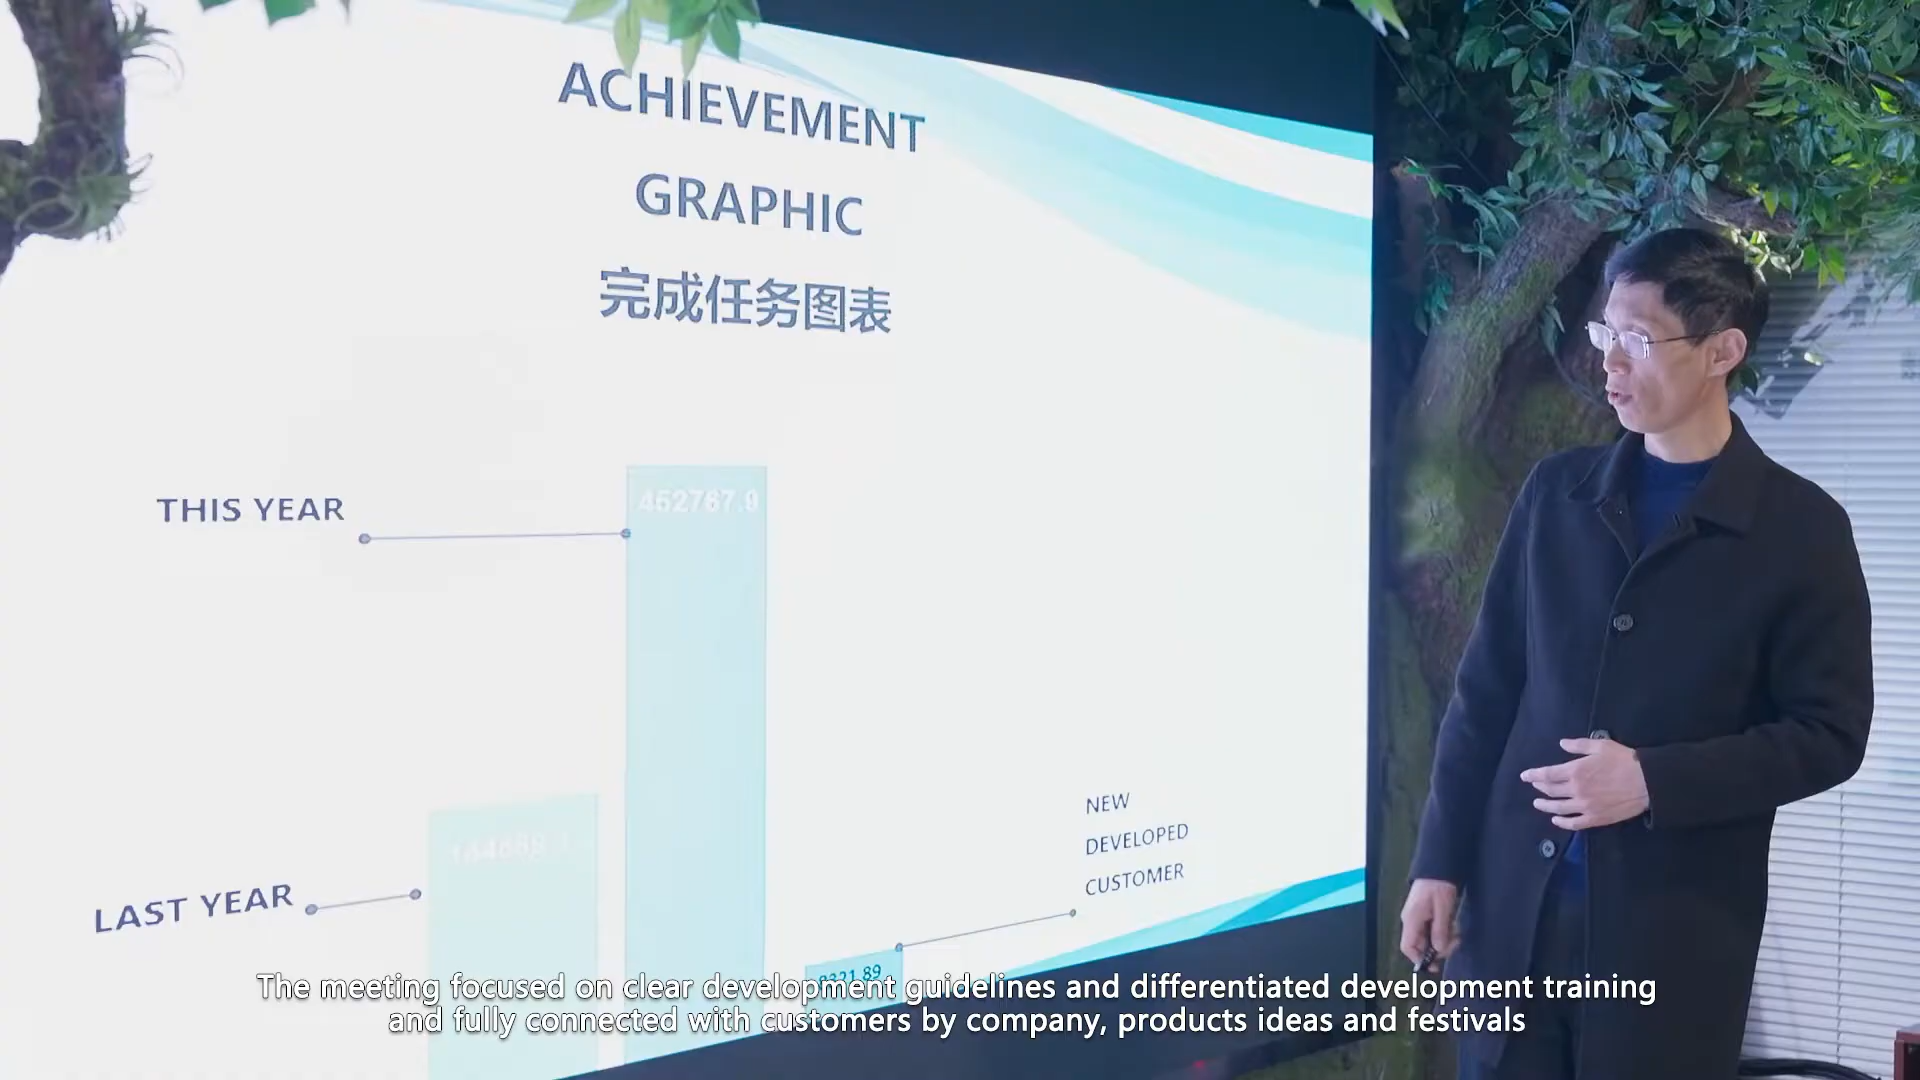 ACHIEVEMENT
GRAPHIC
完成任务图表
THIS YEAR
452767.9
LAST YEAR
NEW
DEVELOPED
CUSTOMER
The meeting focused on clear development guidelines and differentiated development training
and fully connected with customers by company, products ideas and festivals